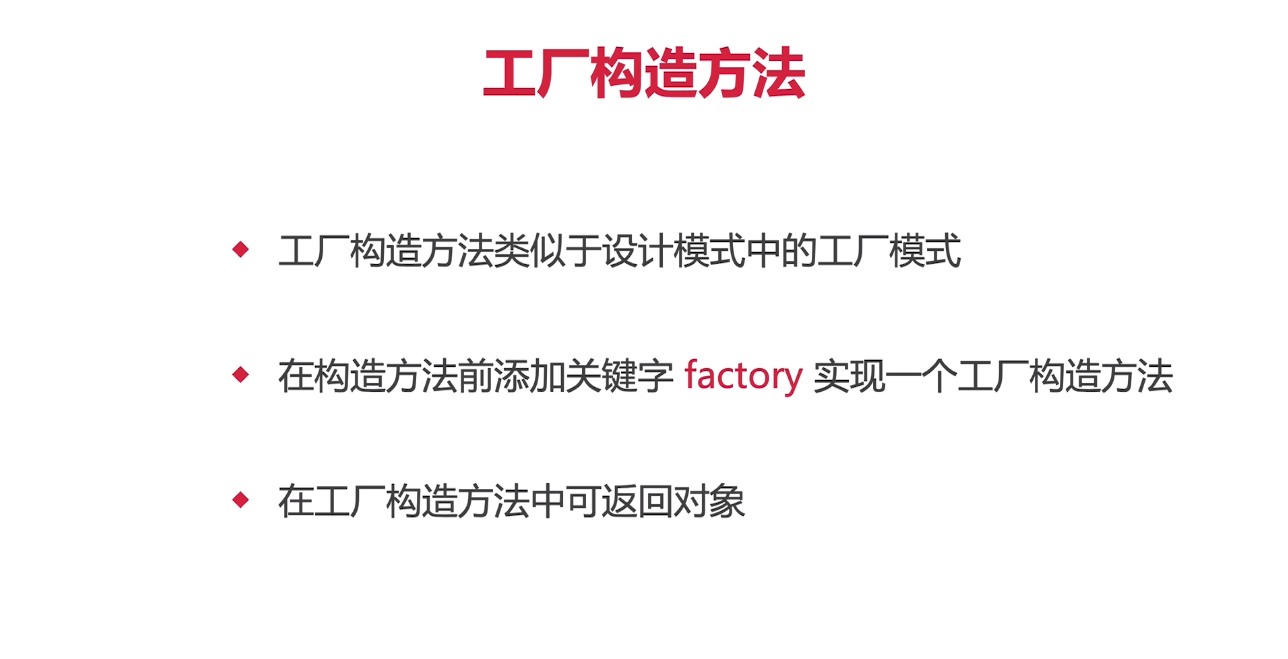 工厂构造方法
工厂构造方法类似于设计模式中的工厂模式
在构造方法前添加关键字 factory 实现一个工厂构造方法
在工厂构造方法中可返回对象